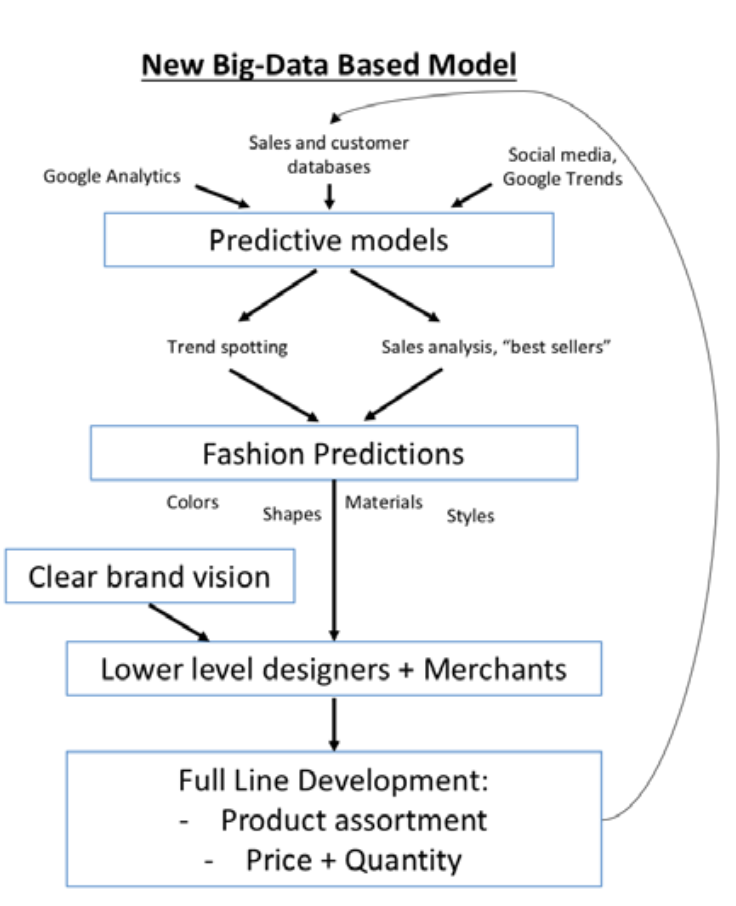 New Big-Data Based Model
Sales and customer
databases
Google Analytics
Social media,
Google Trends
Predictive models
Trend spotting
Sales analysis, “best sellers”
Fashion Predictions
Colors
Shapes
Materials
Styles
Clear brand vision
Lower level designers + Merchants
Full Line Development:
- Product assortment
- Price + Quantity